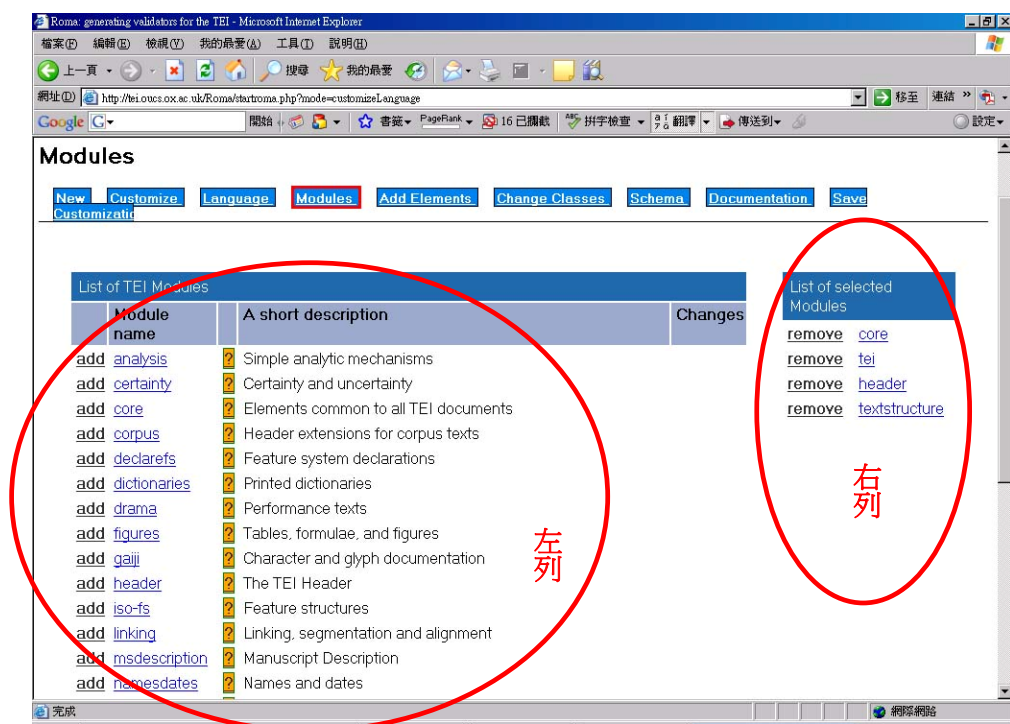 Roma: generating validators for the TEI - Microsoft Internet Explorer
檔案(F) 編輯(E) 檢視(V) 我的最愛(A) 工具(T) 說明(H)
上一頁 搜尋 我的最愛
網址(D) http://tei.oucs.ox.ac.uk/Roma/startroma.php?mode=customizeLanguage 移至 連結 »
Google G 開始 書籤 PageRank 16 已攔截 ABC 拼字檢查 翻譯 傳送到 設定
Modules
New Customize Language Modules Add Elements Change Classes Schema Documentation Save
Customizatio
List of TEI Modules
Module name A short description Changes
add analysis ? Simple analytic mechanisms
add certainty ? Certainty and uncertainty
add core ? Elements common to all TEI documents
add corpus ? Header extensions for corpus texts
add declarefs ? Feature system declarations
add dictionaries ? Printed dictionaries
add drama ? Performance texts
add figures ? Tables, formulae, and figures
add gaiji ? Character and glyph documentation
add header ? The TEI Header
add iso-fs ? Feature structures
add linking ? Linking, segmentation and alignment
add msdescription ? Manuscript Description
add namesdates ? Names and dates
左列
List of selected
Modules
remove core
remove tei
remove header
remove textstructure
右列
完成 網際網路